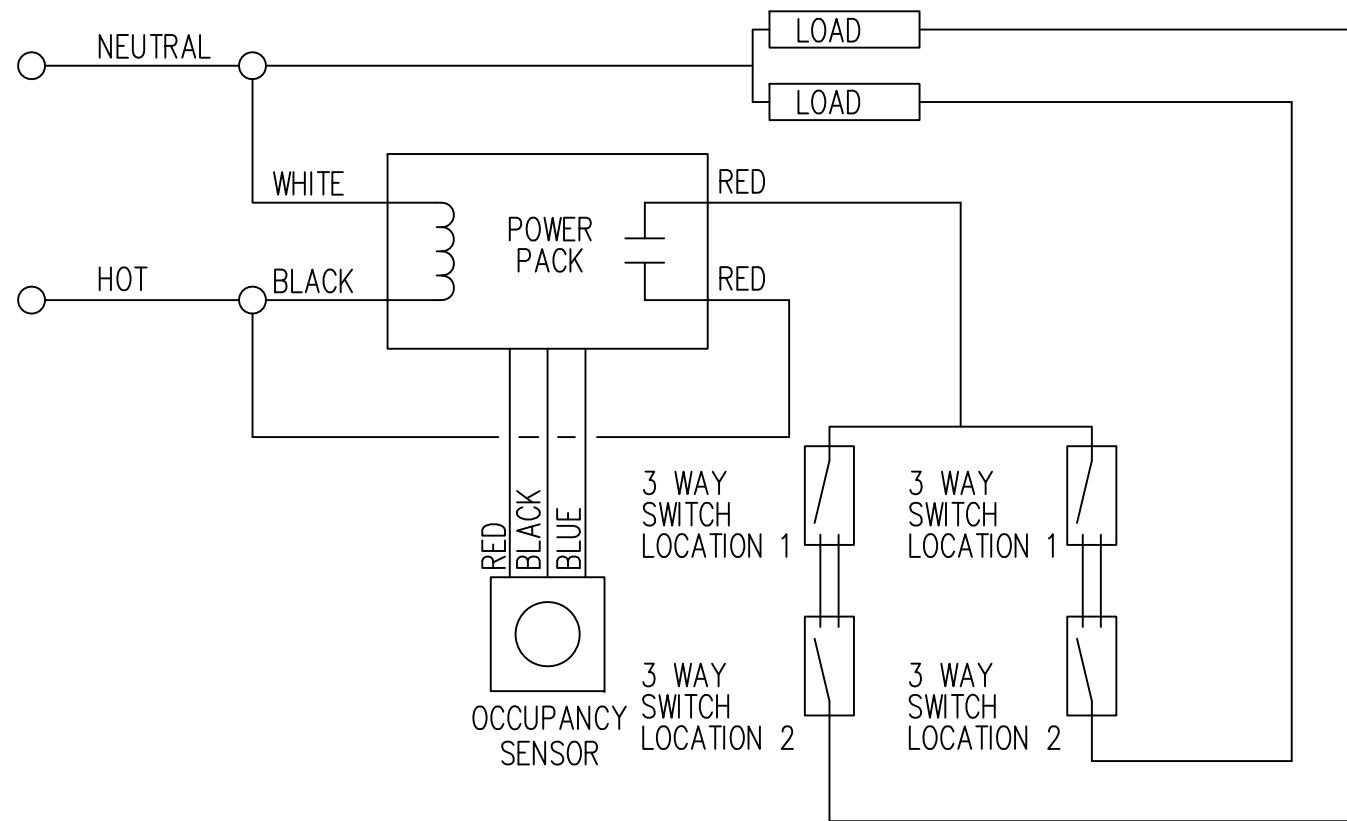 LOAD
NEUTRAL
LOAD
WHITE
RED
POWER
PACK
HOT
BLACK
RED
RED
BLACK
BLUE
3 WAY
SWITCH
LOCATION 1
3 WAY
SWITCH
LOCATION 1
OCCUPANCY
SENSOR
3 WAY
SWITCH
LOCATION 2
3 WAY
SWITCH
LOCATION 2